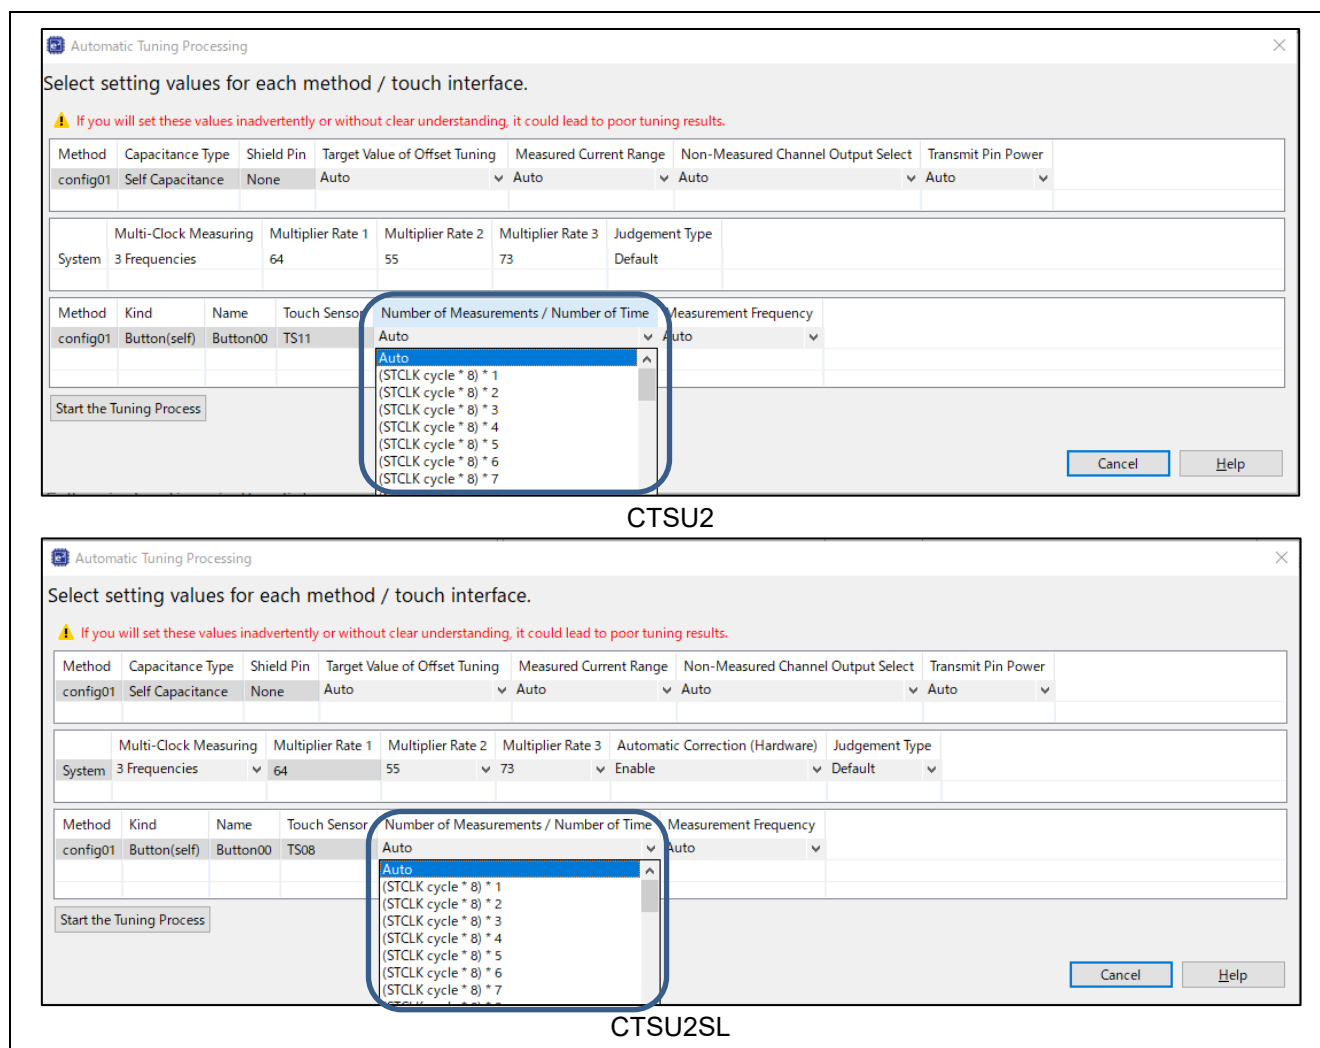 Automatic Tuning Processing
Select setting values for each method / touch interface.
If you will set these values inadvertently or without clear understanding, it could lead to poor tuning results.
Method Capacitance Type Shield Pin Target Value of Offset Tuning Measured Current Range Non-Measured Channel Output Select Transmit Pin Power
config01 Self Capacitance None Auto Auto Auto Auto
Multi-Clock Measuring Multiplier Rate 1 Multiplier Rate 2 Multiplier Rate 3 Judgement Type
System 3 Frequencies 64 55 73 Default
Method Kind Name Touch Sensor Number of Measurements / Number of Time Measurement Frequency
config01 Button(self) Button00 TS11 Auto Auto
Auto
(STCLK cycle * 8) * 1
(STCLK cycle * 8) * 2
(STCLK cycle * 8) * 3
(STCLK cycle * 8) * 4
(STCLK cycle * 8) * 5
(STCLK cycle * 8) * 6
(STCLK cycle * 8) * 7
Start the Tuning Process
Cancel Help
CTSU2
Automatic Tuning Processing
Select setting values for each method / touch interface.
If you will set these values inadvertently or without clear understanding, it could lead to poor tuning results.
Method Capacitance Type Shield Pin Target Value of Offset Tuning Measured Current Range Non-Measured Channel Output Select Transmit Pin Power
config01 Self Capacitance None Auto Auto Auto Auto
Multi-Clock Measuring Multiplier Rate 1 Multiplier Rate 2 Multiplier Rate 3 Automatic Correction (Hardware) Judgement Type
System 3 Frequencies 64 55 73 Enable Default
Method Kind Name Touch Sensor Number of Measurements / Number of Time Measurement Frequency
config01 Button(self) Button00 TS08 Auto Auto
Auto
(STCLK cycle * 8) * 1
(STCLK cycle * 8) * 2
(STCLK cycle * 8) * 3
(STCLK cycle * 8) * 4
(STCLK cycle * 8) * 5
(STCLK cycle * 8) * 6
(STCLK cycle * 8) * 7
Start the Tuning Process
Cancel Help
CTSU2SL